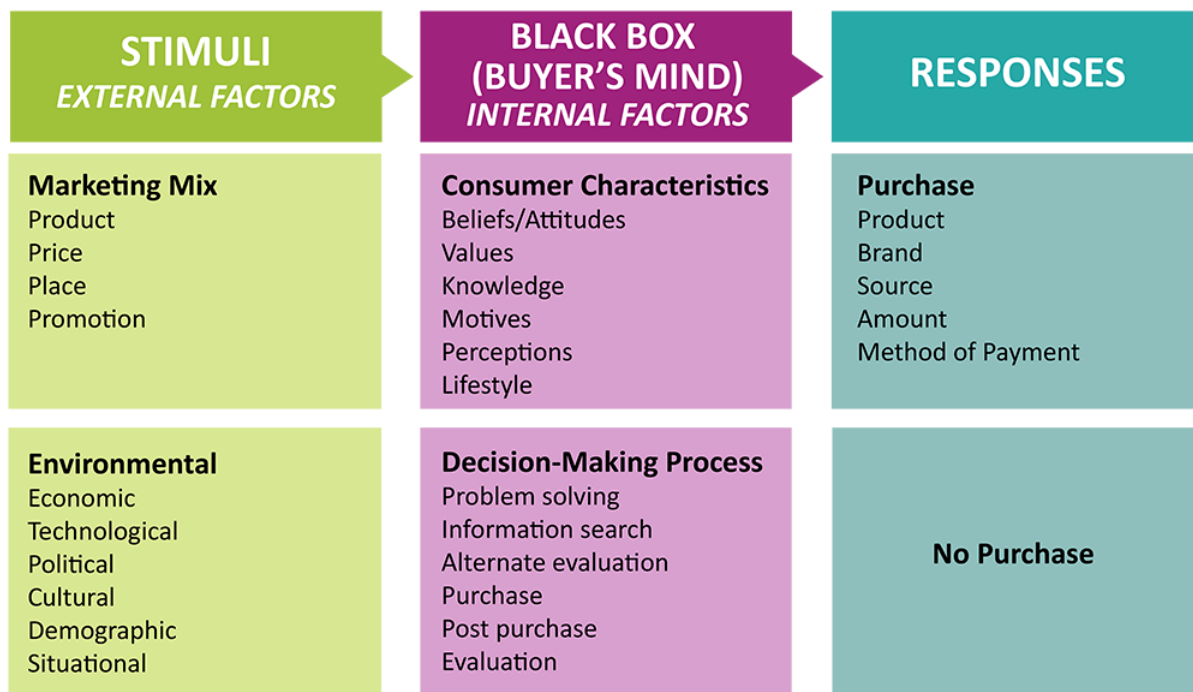 STIMULI
EXTERNAL FACTORS
BLACK BOX
(BUYER'S MIND)
INTERNAL FACTORS
RESPONSES
Marketing Mix
Product
Price
Place
Promotion
Consumer Characteristics
Beliefs/Attitudes
Values
Knowledge
Motives
Perceptions
Lifestyle
Purchase
Product
Brand
Source
Amount
Method of Payment
Environmental
Economic
Technological
Political
Cultural
Demographic
Situational
Decision-Making Process
Problem solving
Information search
Alternate evaluation
Purchase
Post purchase
Evaluation
No Purchase